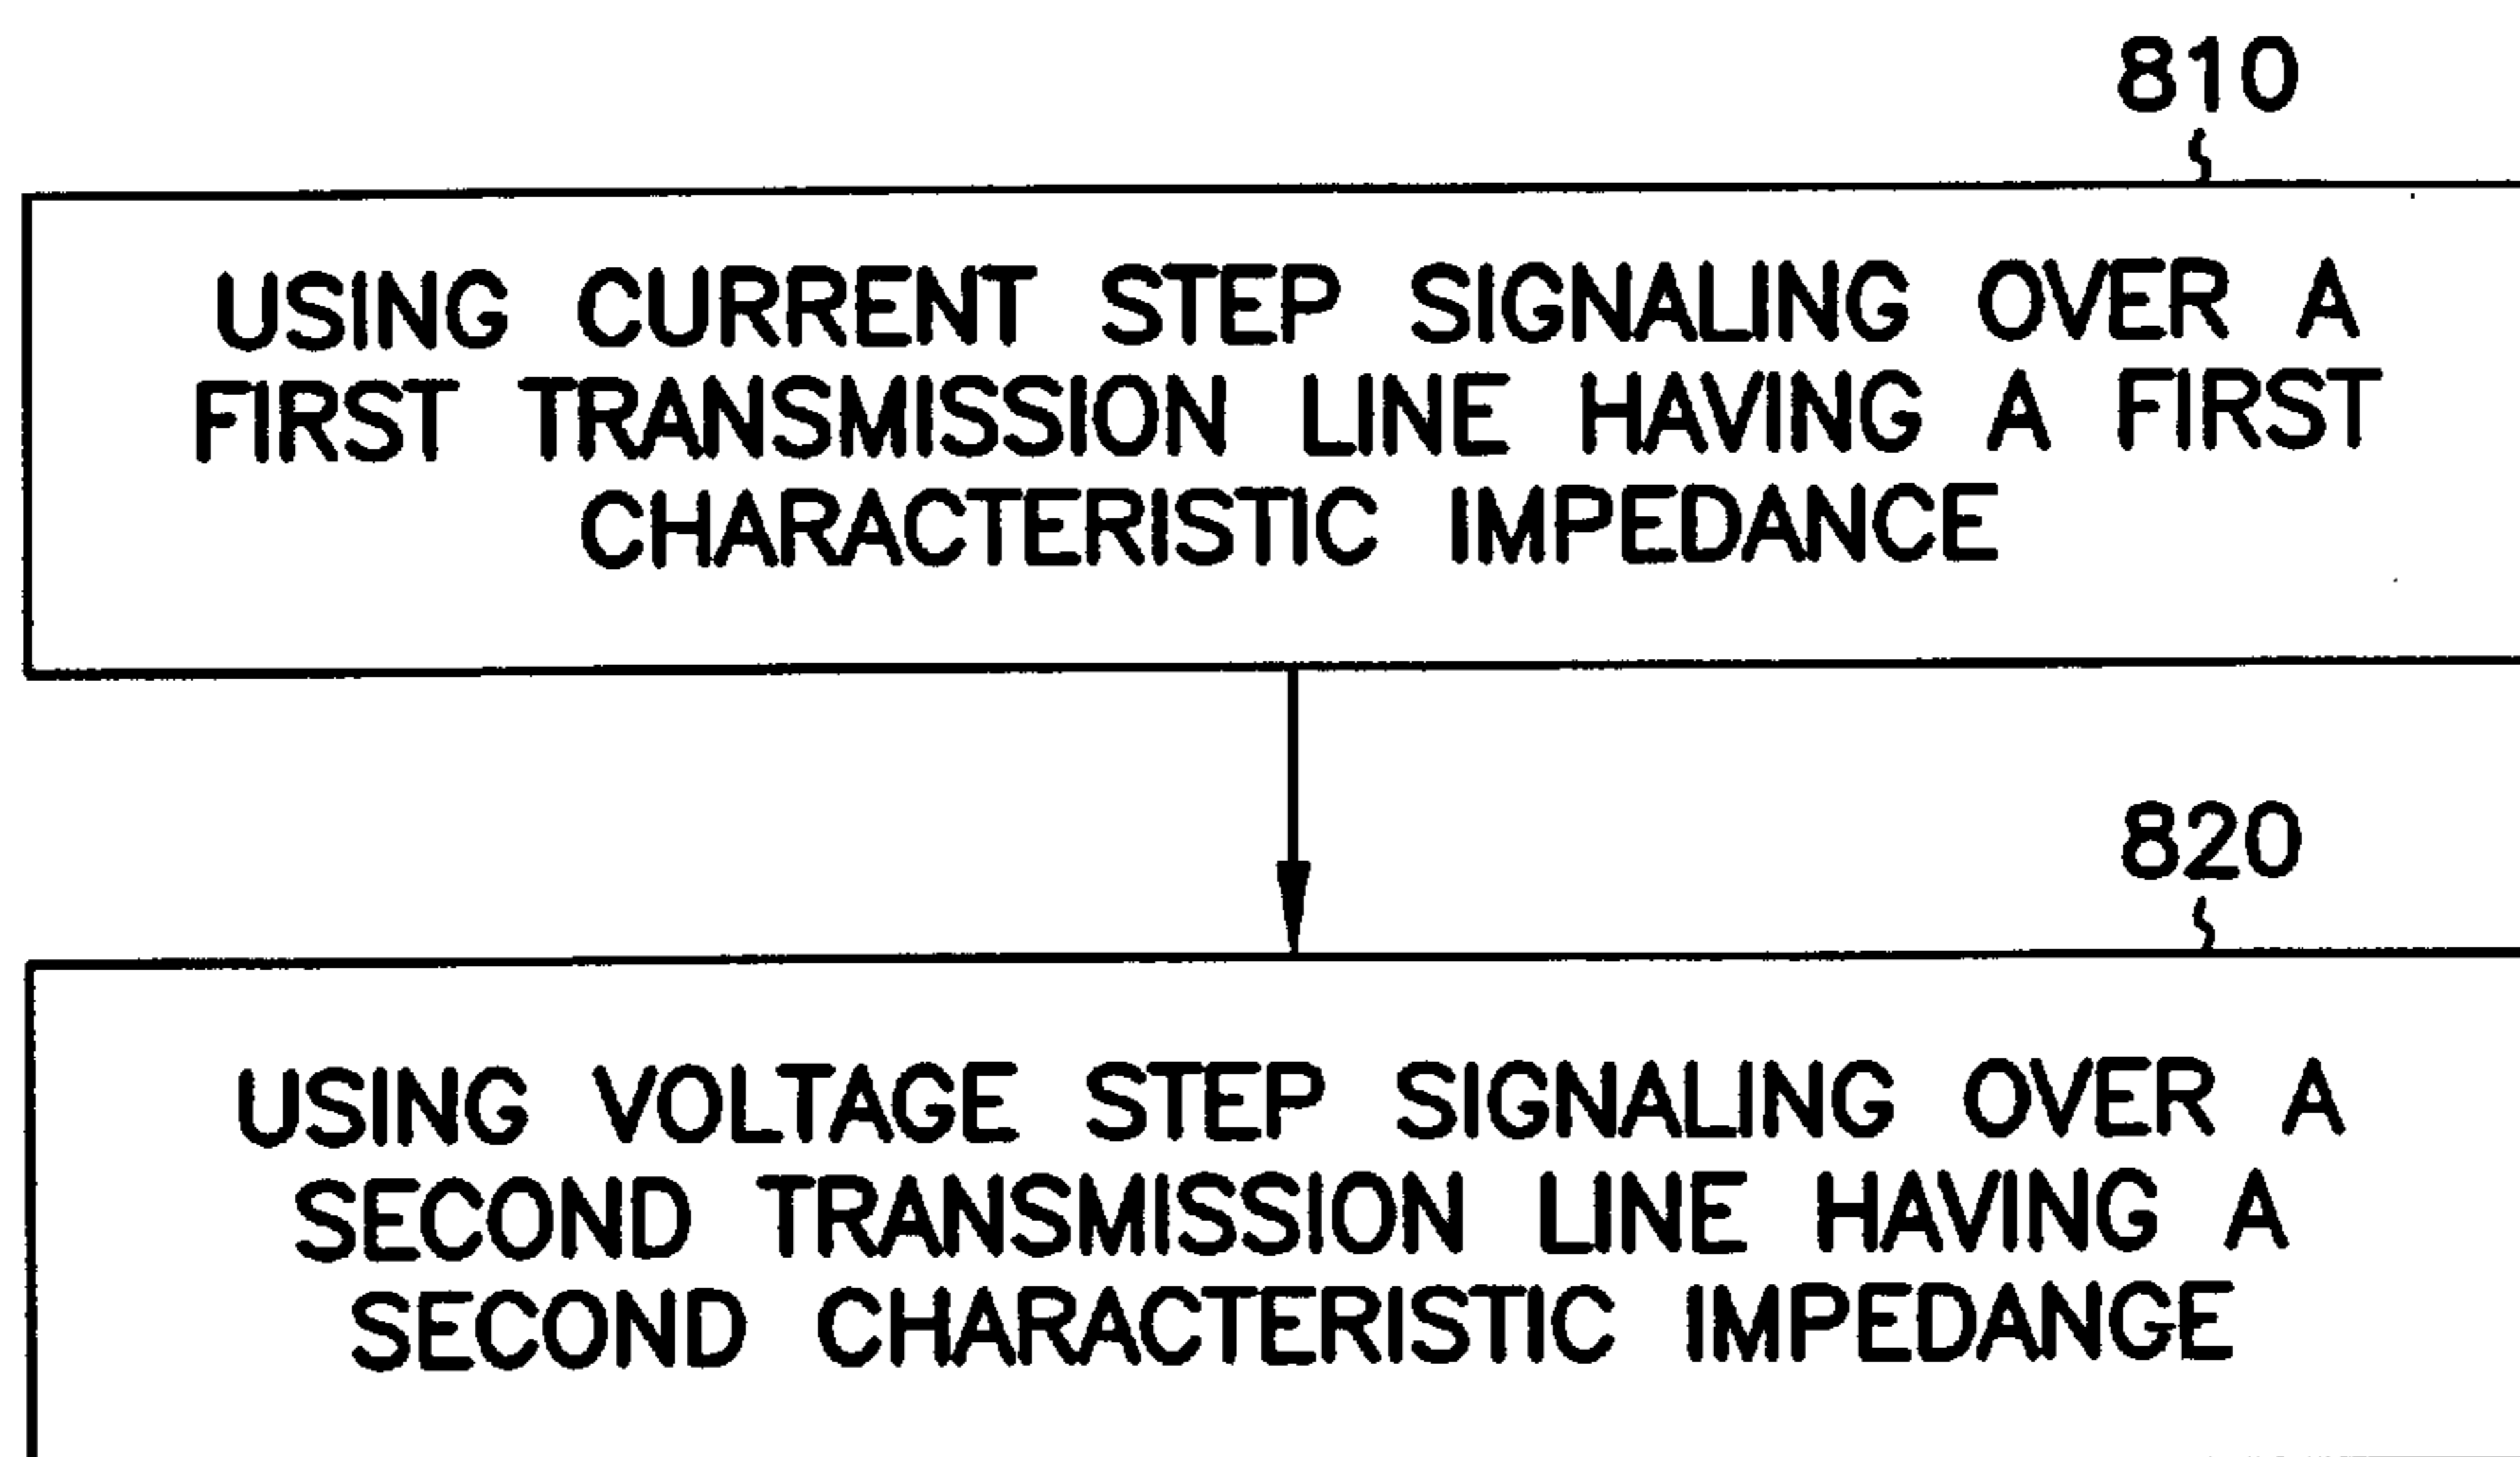 810
USING CURRENT STEP SIGNALING OVER A
FIRST TRANSMISSION LINE HAVING A FIRST
CHARACTERISTIC IMPEDANCE
820
USING VOLTAGE STEP SIGNALING OVER A
SECOND TRANSMISSION LINE HAVING A
SECOND CHARACTERISTIC IMPEDANGE